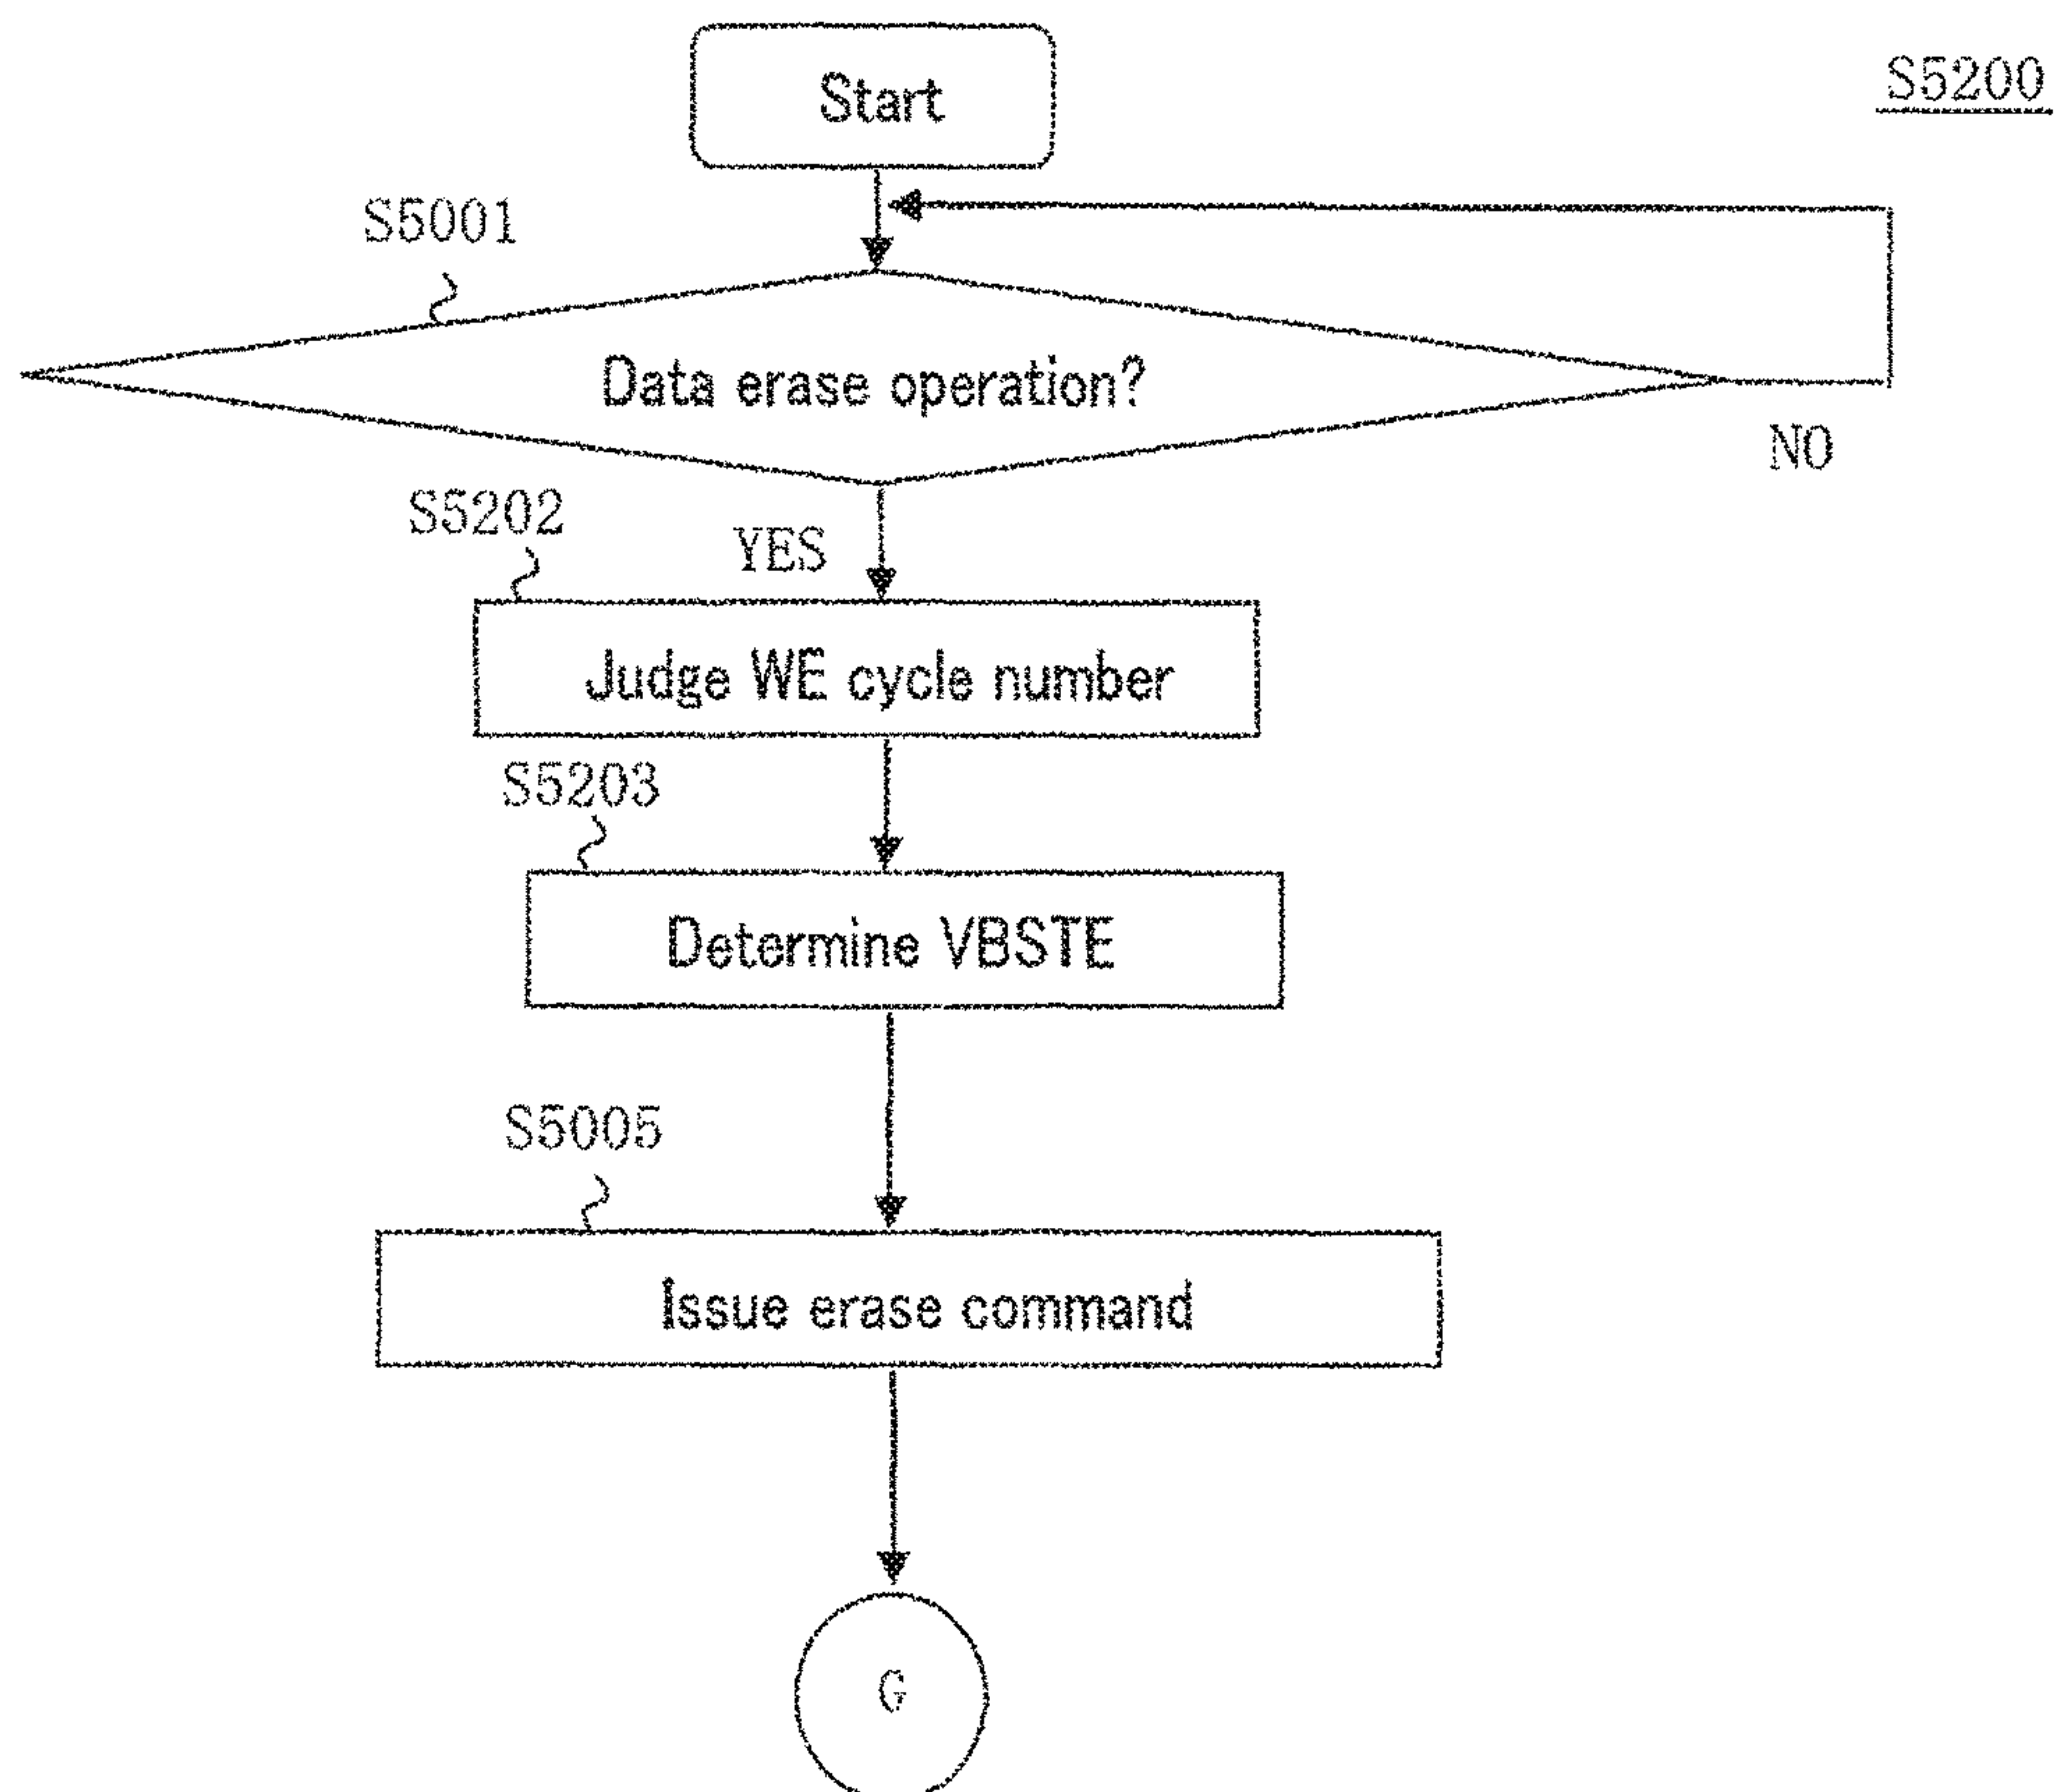 Start
S5200
S5001
Data erase operation?
NO
S5202
YES
Judge WE cycle number
S5203
Determine VBSTE
S5005
Issue erase command
G